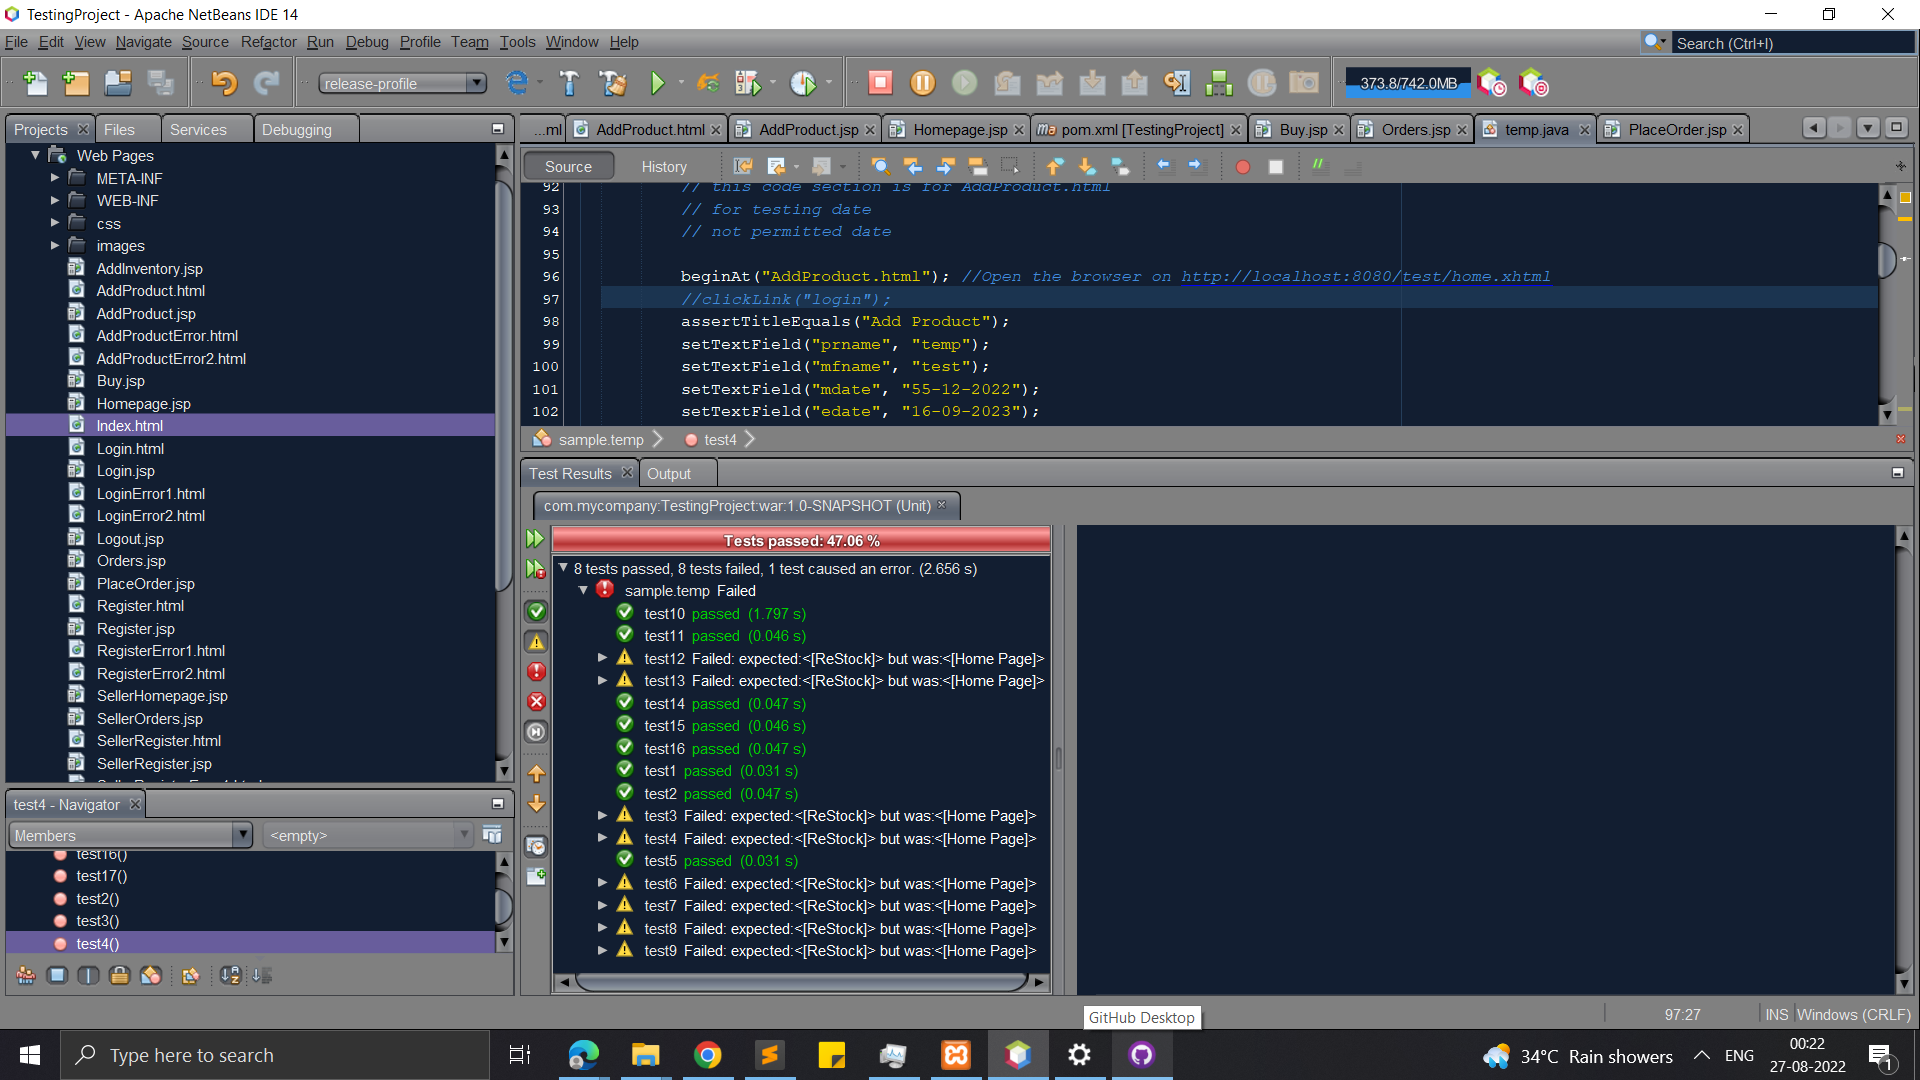 TestingProject - Apache NetBeans IDE 14
File Edit View Navigate Source Refactor Run Debug Profile Team Tools Window Help
Search (Ctrl+I)
release-profile
373.8/742.0MB
Projects Files Services Debugging
...ml AddProduct.html AddProduct.jsp Homepage.jsp pom.xml [TestingProject] Buy.jsp Orders.jsp temp.java PlaceOrder.jsp
Web Pages
META-INF
WEB-INF
css
images
AddInventory.jsp
AddProduct.html
AddProduct.jsp
AddProductError.html
AddProductError2.html
Buy.jsp
Homepage.jsp
Index.html
Login.html
Login.jsp
LoginError1.html
LoginError2.html
Logout.jsp
Orders.jsp
PlaceOrder.jsp
Register.html
Register.jsp
RegisterError1.html
RegisterError2.html
SellerHomepage.jsp
SellerOrders.jsp
SellerRegister.html
SellerRegister.jsp
Source History
92 // this code section is for AddProduct.html
93 // for testing date
94 // not permitted date
95
96 beginAt("AddProduct.html"); //Open the browser on http://localhost:8080/test/home.xhtml
97 //clickLink("login");
98 assertTitleEquals("Add Product");
99 setTextField("prname", "temp");
100 setTextField("mfname", "test");
101 setTextField("mdate", "55-12-2022");
102 setTextField("edate", "16-09-2023");
sample.temp test4
Test Results Output
com.mycompany:TestingProject:war:1.0-SNAPSHOT (Unit)
Tests passed: 47.06 %
8 tests passed, 8 tests failed, 1 test caused an error. (2.656 s)
sample.temp Failed
test10 passed (1.797 s)
test11 passed (0.046 s)
test12 Failed: expected:<[ReStock]> but was:<[Home Page]>
test13 Failed: expected:<[ReStock]> but was:<[Home Page]>
test14 passed (0.047 s)
test15 passed (0.046 s)
test16 passed (0.047 s)
test1 passed (0.031 s)
test2 passed (0.047 s)
test3 Failed: expected:<[ReStock]> but was:<[Home Page]>
test4 Failed: expected:<[ReStock]> but was:<[Home Page]>
test5 passed (0.031 s)
test6 Failed: expected:<[ReStock]> but was:<[Home Page]>
test7 Failed: expected:<[ReStock]> but was:<[Home Page]>
test8 Failed: expected:<[ReStock]> but was:<[Home Page]>
test9 Failed: expected:<[ReStock]> but was:<[Home Page]>
test4 - Navigator
Members <empty>
test16()
test17()
test2()
test3()
test4()
GitHub Desktop
97:27 INS Windows (CRLF)
Type here to search
34°C Rain showers ENG
00:22
27-08-2022
1